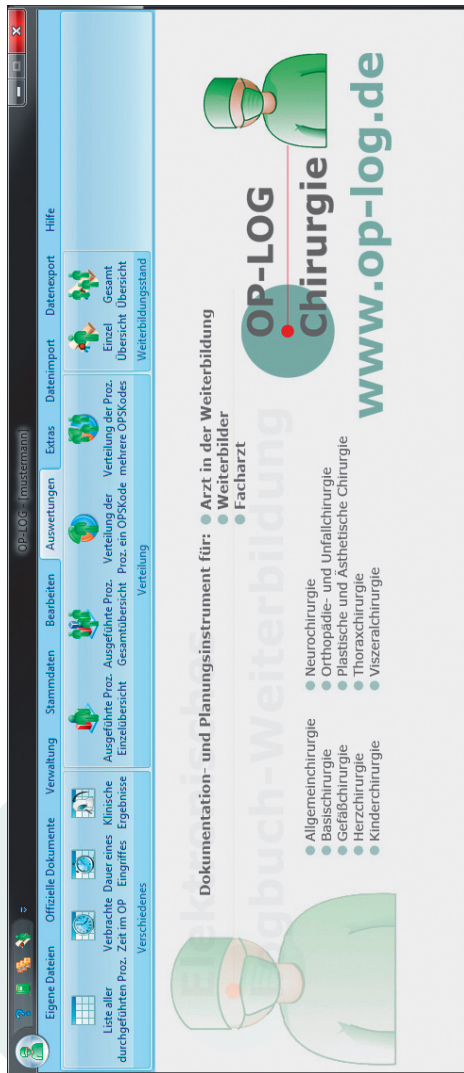 OP-LOG - [mustermann]
Eigene Dateien Offizielle Dokumente Verwaltung Stammdaten Bearbeiten Auswertungen Extras Datenimport Datenexport Hilfe
Liste aller Verbrachte Dauer eines Klinische Ausgeführte Proz. Ausgeführte Proz. Verteilung der Verteilung der Proz. Einzel Gesamt
durchgeführten Proz. Zeit im OP Eingriffes Ergebnisse Einzelübersicht Gesamtübersicht Proz. ein OPSKode mehrere OPSKodes Übersicht Übersicht
Verschiedenes Verteilung Weiterbildungsstand
Elektronisches
Logbuch-Weiterbildung
Dokumentation- und Planungsinstrument für:
Arzt in der Weiterbildung
Weiterbilder
Facharzt
OP-LOG
Chirurgie
www.op-log.de
Allgemeinchirurgie
Basischirurgie
Gefäßchirurgie
Herzchirurgie
Kinderchirurgie
Neurochirurgie
Orthopädie- und Unfallchirurgie
Plastische und Ästhetische Chirurgie
Thoraxchirurgie
Viszeralchirurgie